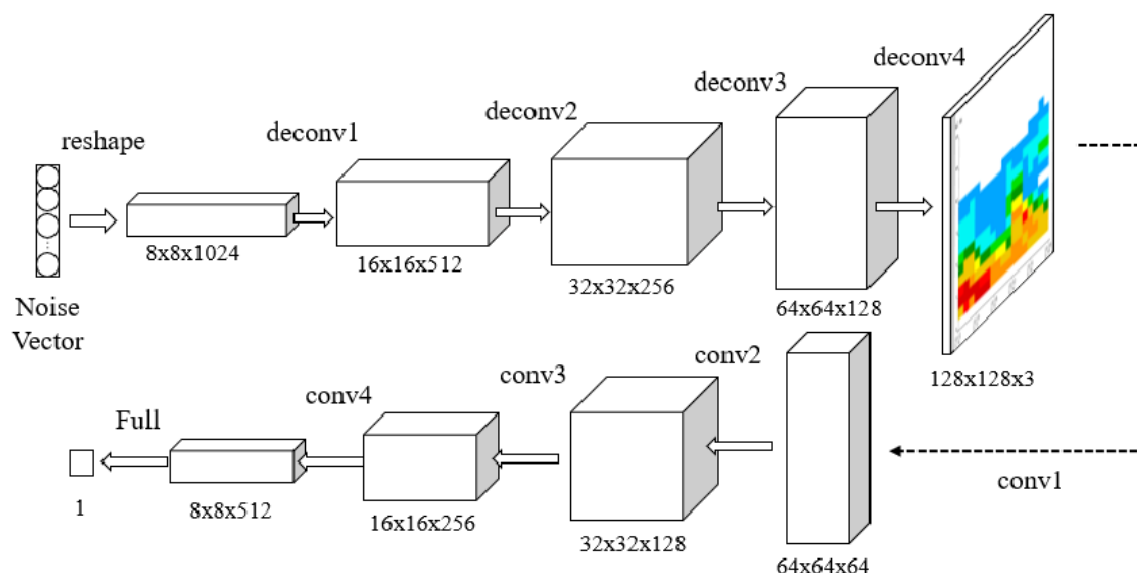 deconv4
deconv3
deconv2
deconv1
reshape
8x8x1024
16x16x512
32x32x256
64x64x128
128x128x3
Noise
Vector
conv2
conv3
conv4
Full
conv1
1
8x8x512
16x16x256
32x32x128
64x64x64